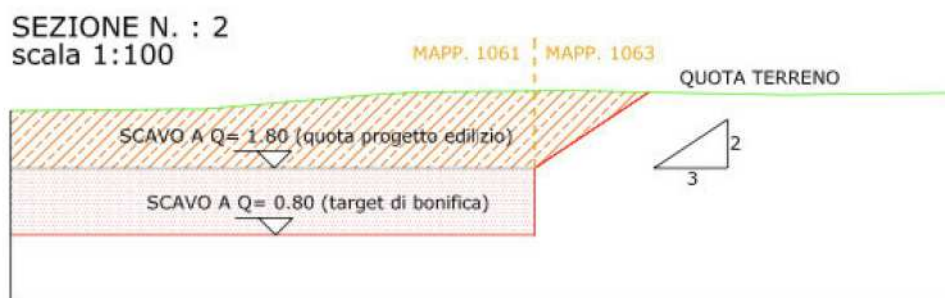 SEZIONE N. : 2
scala 1:100
MAPP. 1061
MAPP. 1063
QUOTA TERRENO
SCAVO A Q= 1.80 (quota progetto edilizio)
2
3
SCAVO A Q= 0.80 (target di bonifica)